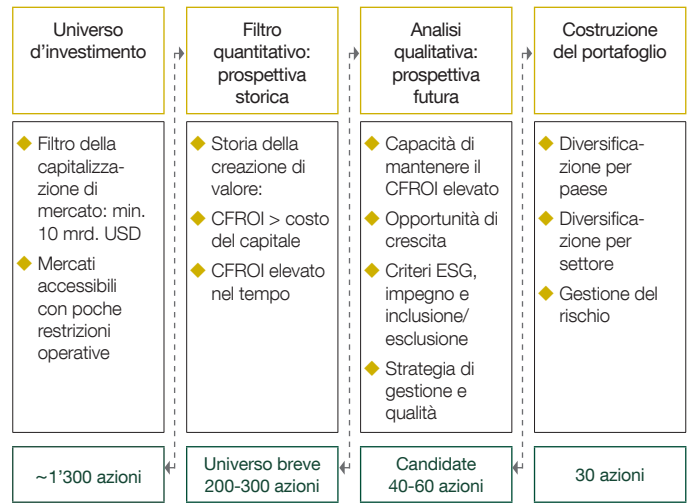 Universo
d'investimento
Filtro della
capitalizza-
zione di
mercato: min.
10 mrd. USD
Mercati
accessibili
con poche
restrizioni
operative
~1'300 azioni
Filtro
quantitativo:
prospettiva
storica
Storia della
creazione di
valore:
CFROI > costo
del capitale
CFROI elevato
nel tempo
Universo breve
200-300 azioni
Analisi
qualitativa:
prospettiva
futura
Capacità di
mantenere il
CFROI elevato
Opportunità di
crescita
Criteri ESG,
impegno e
inclusione/
esclusione
Strategia di
gestione e
qualità
Candidate
40-60 azioni
Costruzione
del portafoglio
Diversifica-
zione per
paese
Diversifica-
zione per
settore
Gestione del
rischio
30 azioni